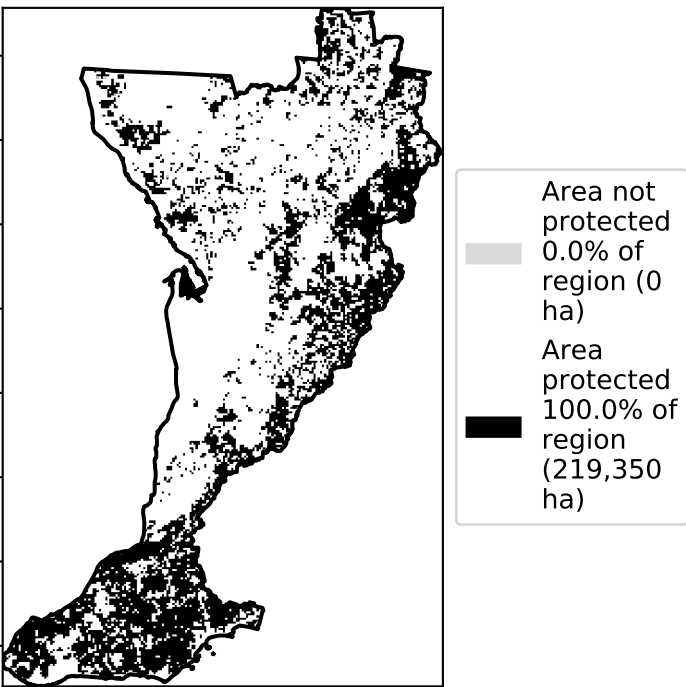 Area not
protected
0.0% of
region (0
ha)
Area
protected
100.0% of
region
(219,350
ha)